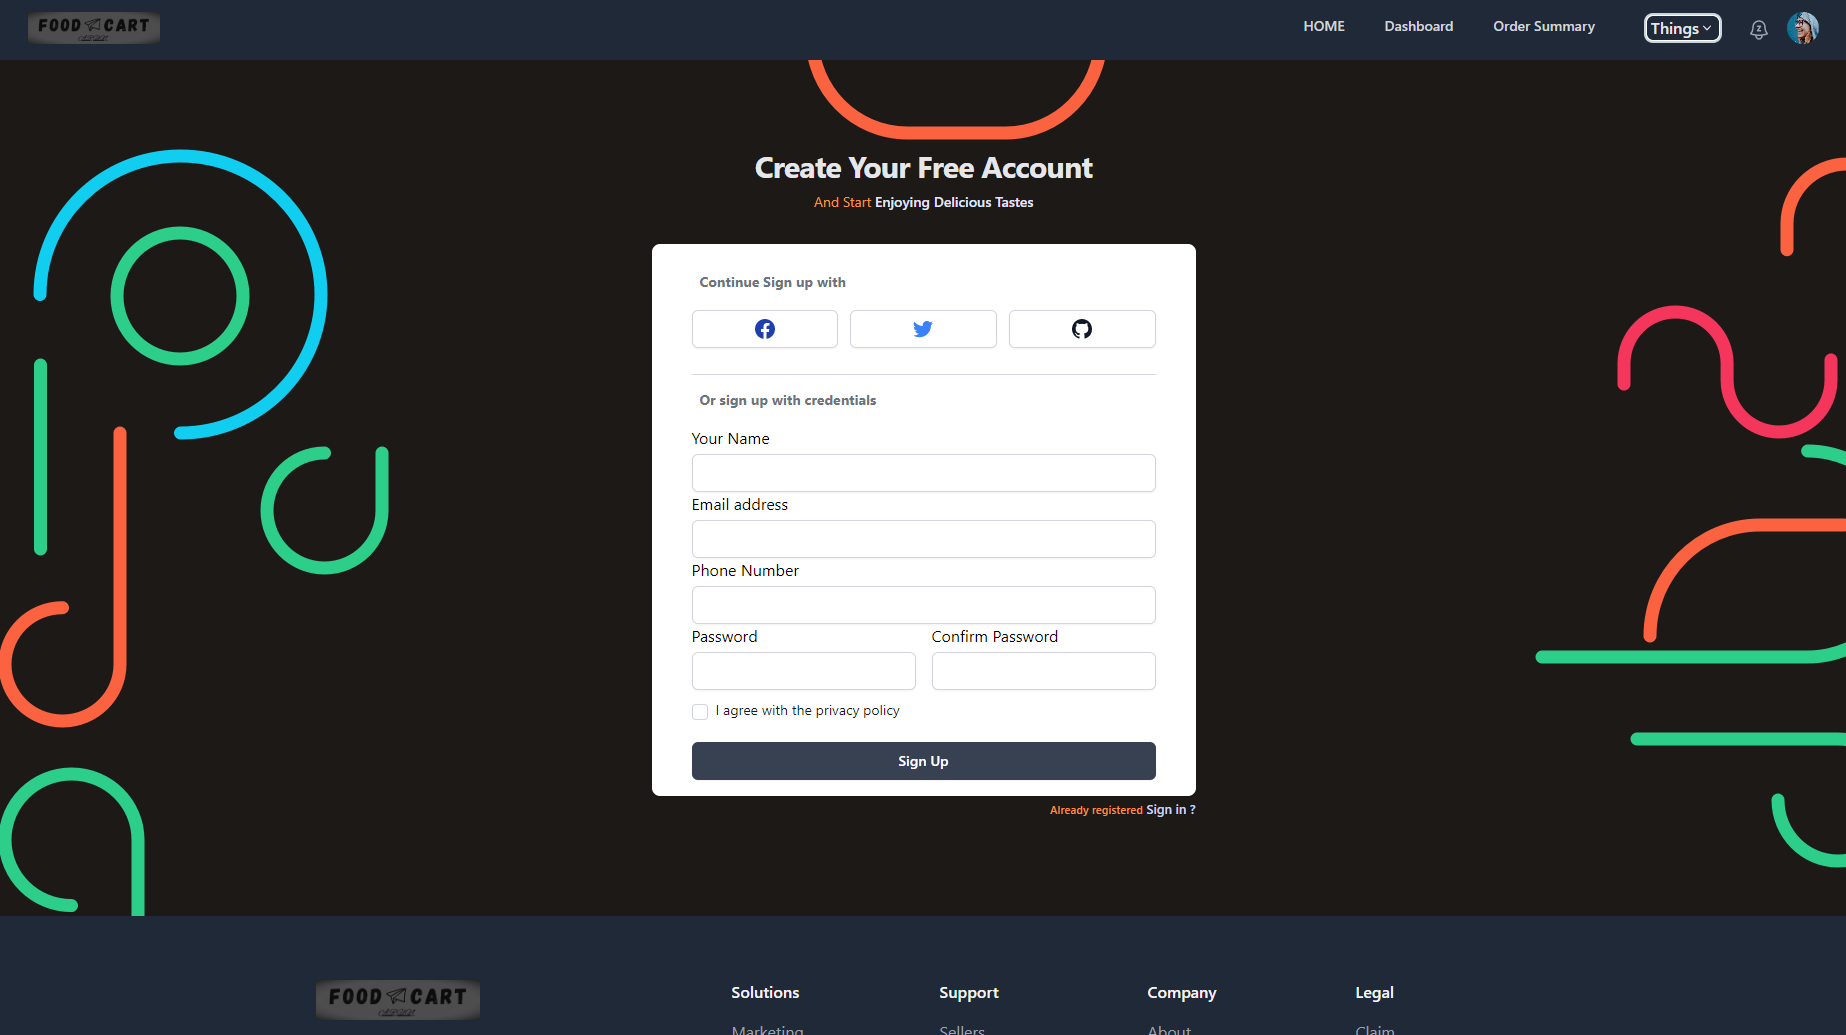 FOOD CART
HOME
Dashboard
Order Summary
Things
Create Your Free Account
And Start Enjoying Delicious Tastes
Continue Sign up with
Or sign up with credentials
Your Name
Email address
Phone Number
Password
Confirm Password
I agree with the privacy policy
Sign Up
Already registered Sign in ?
FOOD CART
Solutions
Support
Company
Legal
Marketing
Sellers
About
Claim